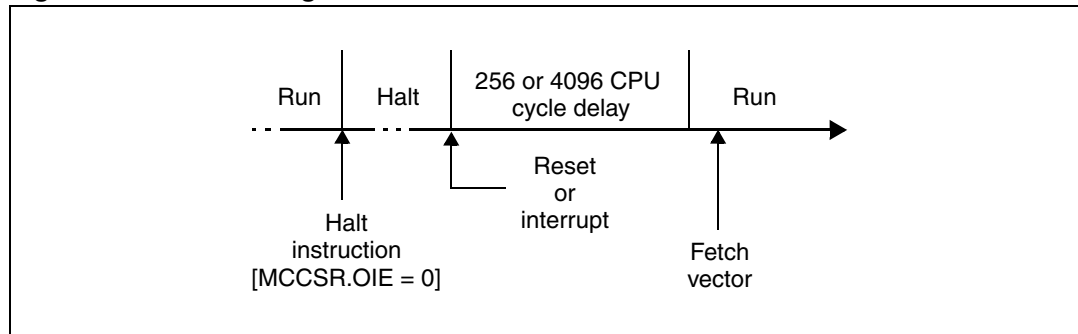 Run
Halt
256 or 4096 CPU
cycle delay
Run
Reset
or
interrupt
Halt
instruction
[MCCSR.OIE = 0]
Fetch
vector